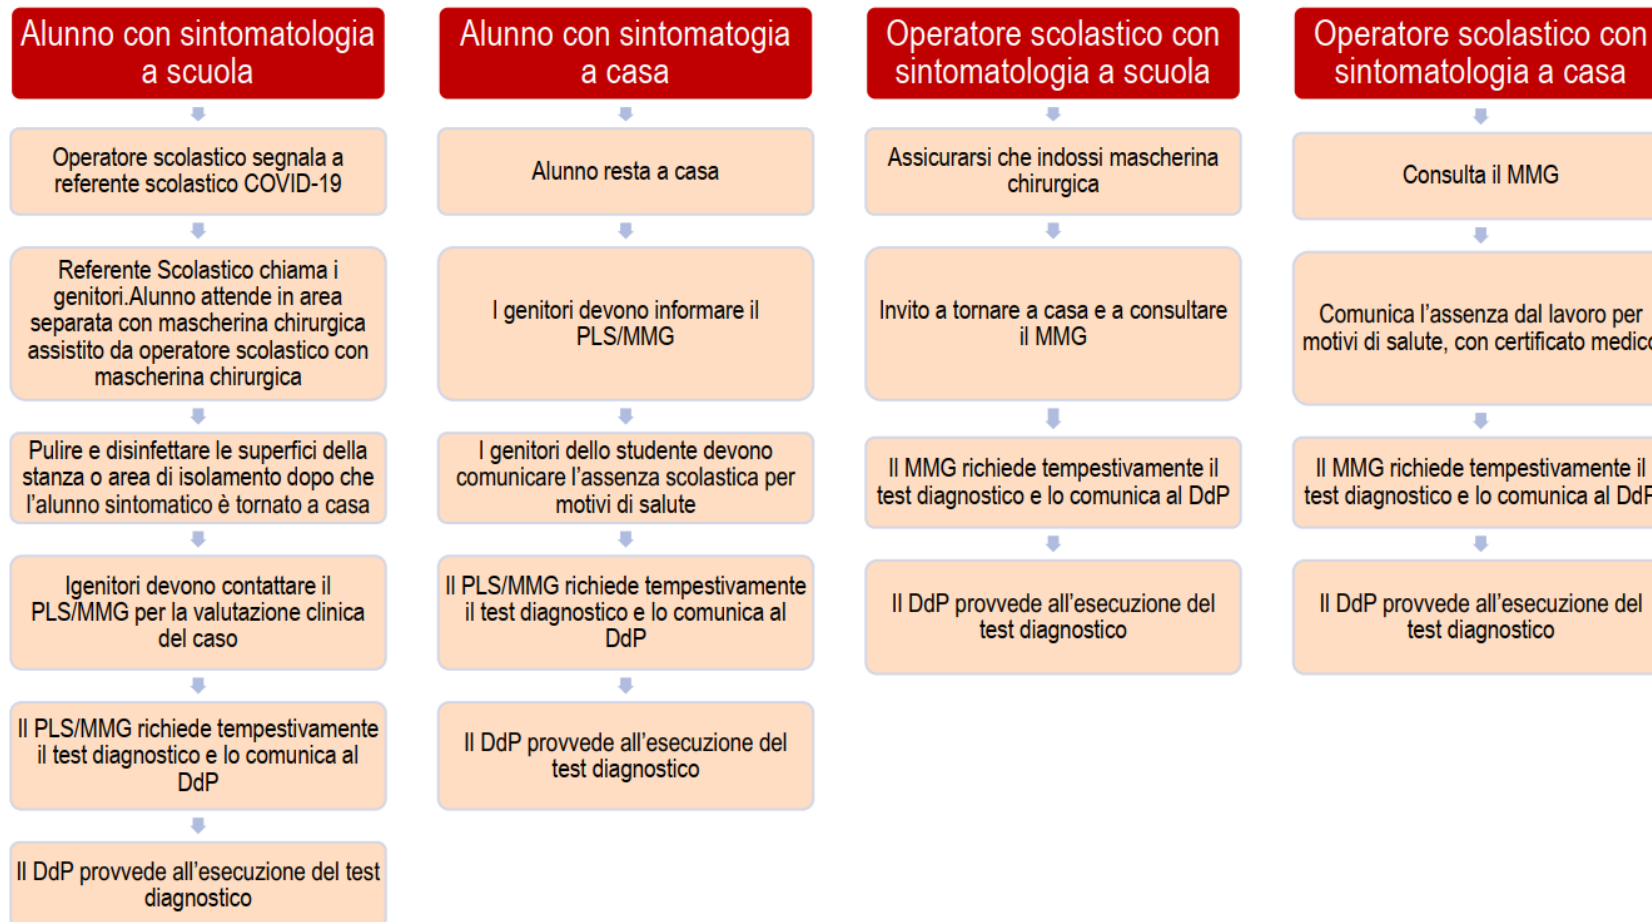 Alunno con sintomatologia
a scuola
Operatore scolastico segnala a
referente scolastico COVID-19
Referente Scolastico chiama i
genitori.Alunno attende in area
separata con mascherina chirurgica
assistito da operatore scolastico con
mascherina chirurgica
Pulire e disinfettare le superfici della
stanza o area di isolamento dopo che
l'alunno sintomatico è tornato a casa
Igenitori devono contattare il
PLS/MMG per la valutazione clinica
del caso
Il PLS/MMG richiede tempestivamente
il test diagnostico e lo comunica al
DdP
Il DdP provvede all'esecuzione del test
diagnostico
Alunno con sintomatogia
a casa
Alunno resta a casa
I genitori devono informare il
PLS/MMG
I genitori dello studente devono
comunicare l'assenza scolastica per
motivi di salute
Il PLS/MMG richiede tempestivamente
il test diagnostico e lo comunica al
DdP
Il DdP provvede all'esecuzione del
test diagnostico
Operatore scolastico con
sintomatologia a scuola
Assicurarsi che indossi mascherina
chirurgica
Invito a tornare a casa e a consultare
il MMG
Il MMG richiede tempestivamente il
test diagnostico e lo comunica al DdP
Il DdP provvede all'esecuzione del
test diagnostico
Operatore scolastico con
sintomatologia a casa
Consulta il MMG
Comunica l'assenza dal lavoro per
motivi di salute, con certificato medico
Il MMG richiede tempestivamente il
test diagnostico e lo comunica al DdP
Il DdP provvede all'esecuzione del
test diagnostico